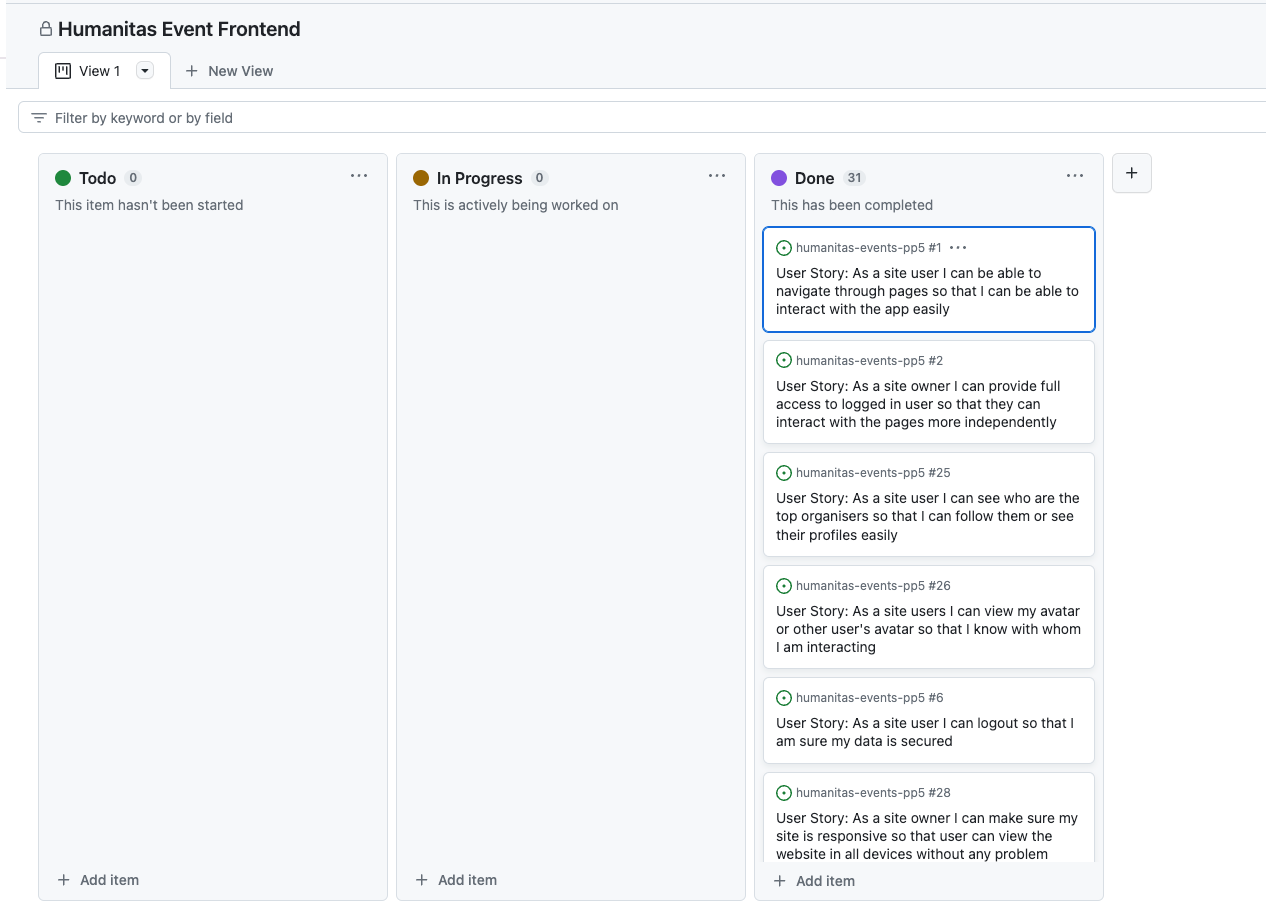 Humanitas Event Frontend
View 1
New View
Filter by keyword or by field
Todo 0
This item hasn't been started
Add item
In Progress 0
This is actively being worked on
Add item
Done 31
This has been completed
humanitas-events-pp5 #1
User Story: As a site user I can be able to
navigate through pages so that I can be able to
interact with the app easily
humanitas-events-pp5 #2
User Story: As a site owner I can provide full
access to logged in user so that they can
interact with the pages more independently
humanitas-events-pp5 #25
User Story: As a site user I can see who are the
top organisers so that I can follow them or see
their profiles easily
humanitas-events-pp5 #26
User Story: As a site users I can view my avatar
or other user's avatar so that I know with whom
I am interacting
humanitas-events-pp5 #6
User Story: As a site user I can logout so that I
am sure my data is secured
humanitas-events-pp5 #28
User Story: As a site owner I can make sure my
site is responsive so that user can view the
website in all devices without any problem
Add item